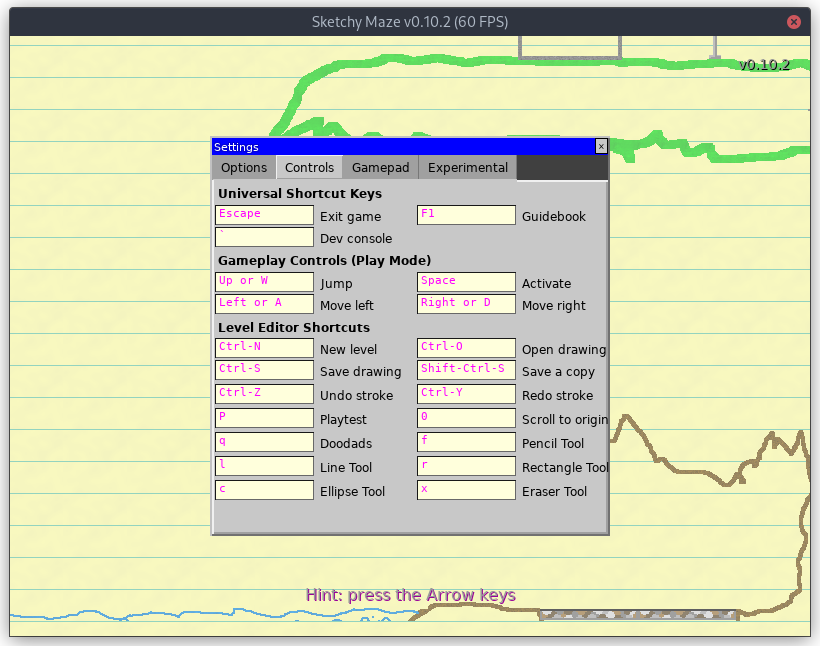 Sketchy Maze v0.10.2 (60 FPS)
v0.10.2
Settings
Options Controls Gamepad Experimental
Universal Shortcut Keys
Escape Exit game F1 Guidebook
` Dev console
Gameplay Controls (Play Mode)
Up or W Jump Space Activate
Left or A Move left Right or D Move right
Level Editor Shortcuts
Ctrl-N New level Ctrl-O Open drawing
Ctrl-S Save drawing Shift-Ctrl-S Save a copy
Ctrl-Z Undo stroke Ctrl-Y Redo stroke
P Playtest 0 Scroll to origin
q Doodads f Pencil Tool
l Line Tool r Rectangle Tool
c Ellipse Tool x Eraser Tool
Hint: press the Arrow keys